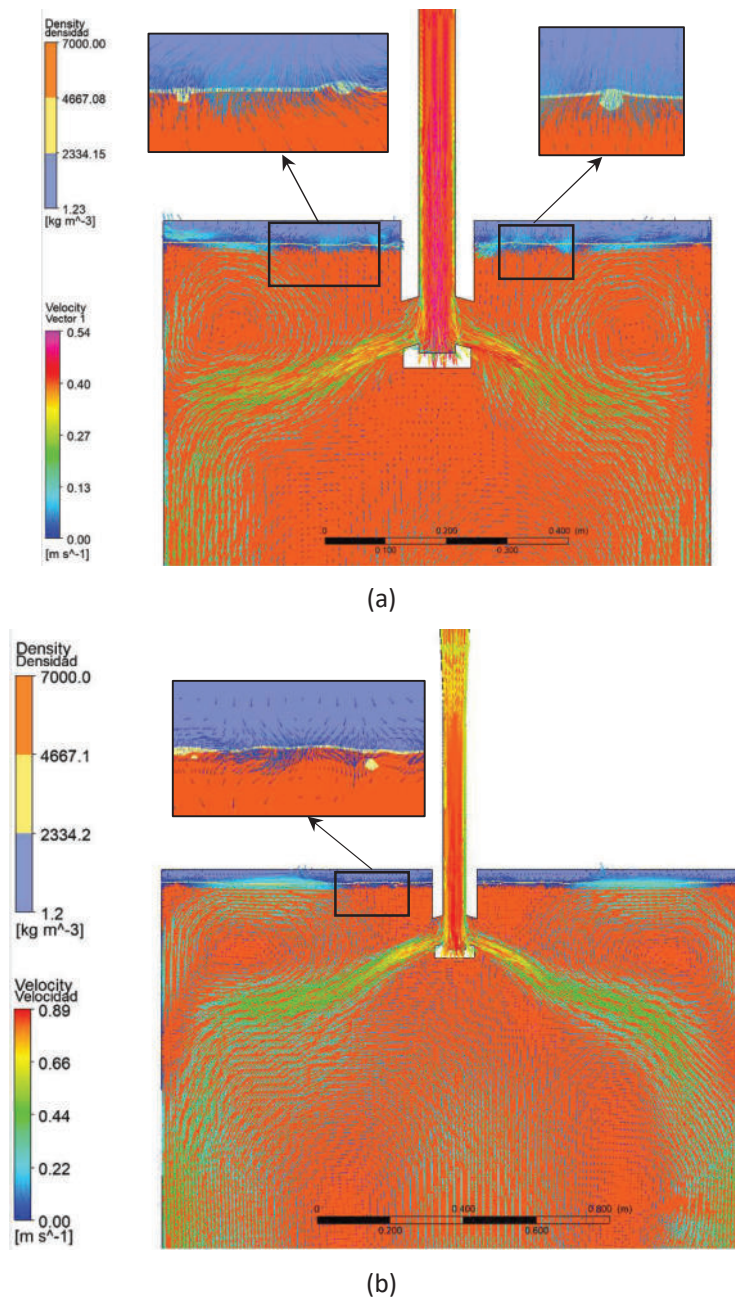 Density
densidad
7000.00
4667.08
2334.15
1.23
[kg m^-3]
Velocity
Vector 1
0.54
0.40
0.27
0.13
0.00
[m s^-1]
0 0.200 0.400 (m)
0.100 0.300
(a)
Density
Densidad
7000.0
4667.1
2334.2
1.2
[kg m^-3]
Velocity
Velocidad
0.89
0.66
0.44
0.22
0.00
[m s^-1]
0 0.400 0.800 (m)
0.200 0.600
(b)